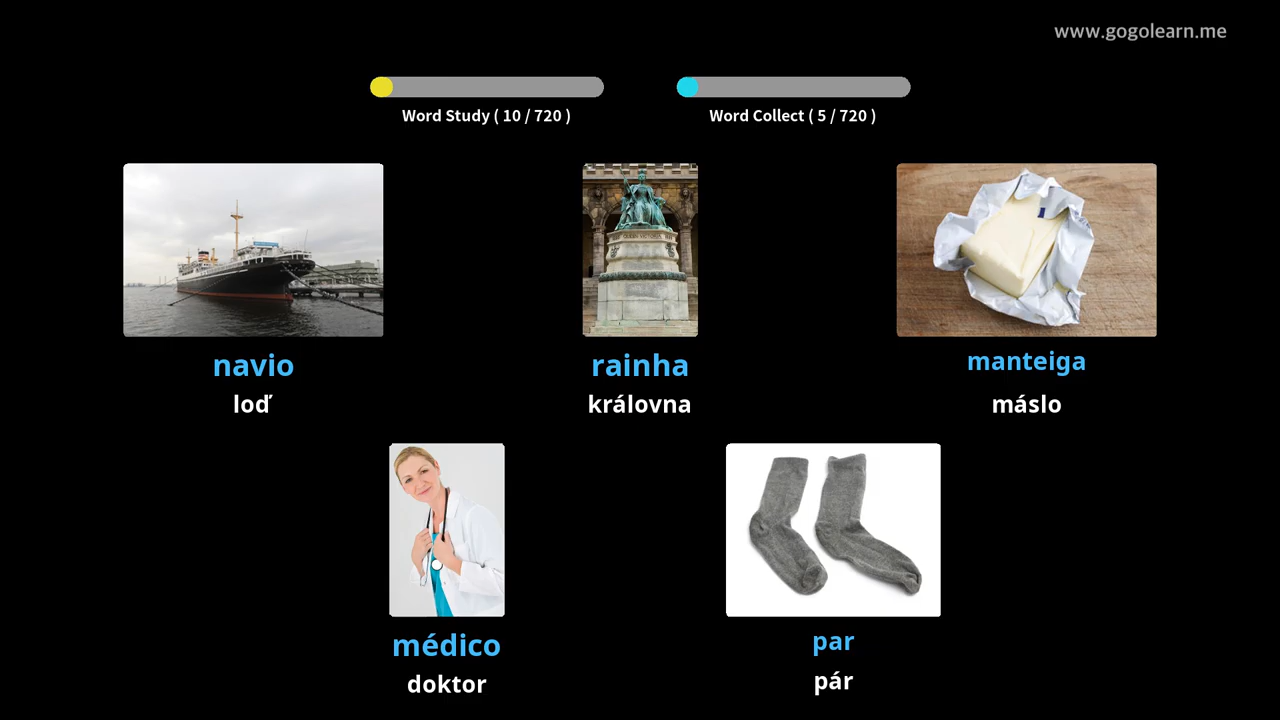 www.gogolearn.me
Word Study ( 10 / 720 )
Word Collect ( 5 / 720 )
navio
rainha
manteiga
loď
královna
máslo
médico
par
doktor
pár